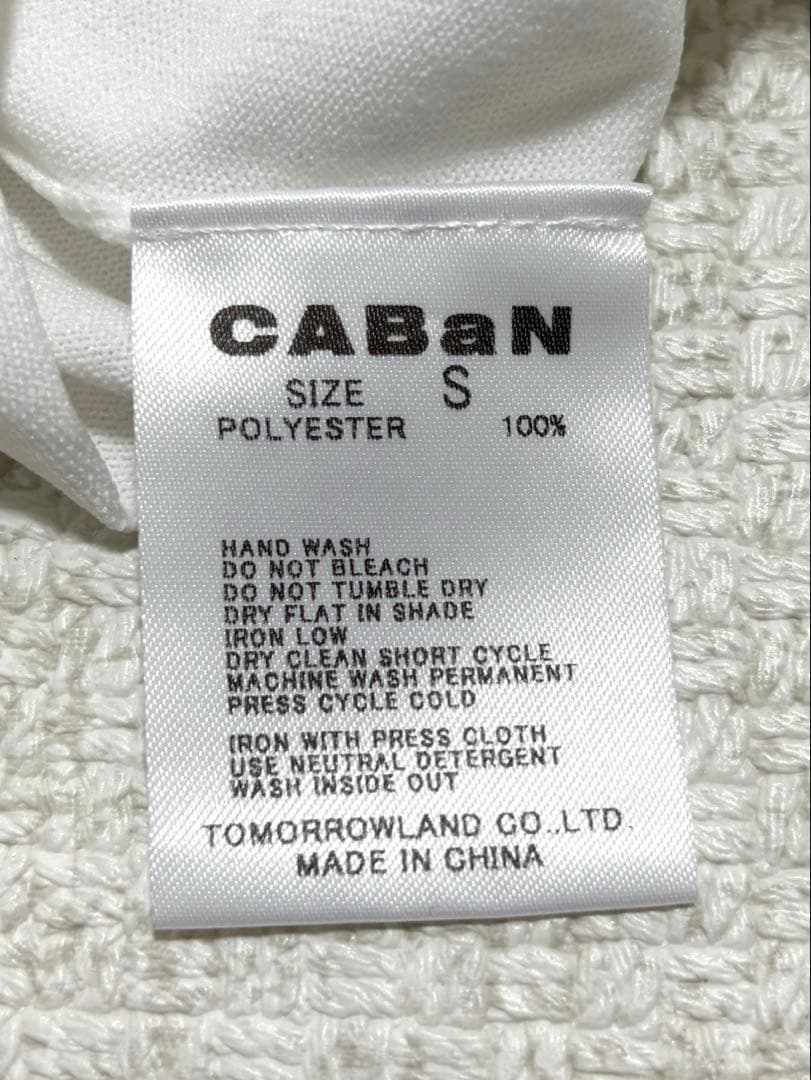 CABaN
SIZE S
POLYESTER 100%
HAND WASH
DO NOT BLEACH
DO NOT TUMBLE DRY
DRY FLAT IN SHADE
IRON LOW
DRY CLEAN SHORT CYCLE
MACHINE WASH PERMANENT
PRESS CYCLE COLD
IRON WITH PRESS CLOTH
USE NEUTRAL DETERGENT
WASH INSIDE OUT
TOMORROWLAND CO.,LTD.
MADE IN CHINA